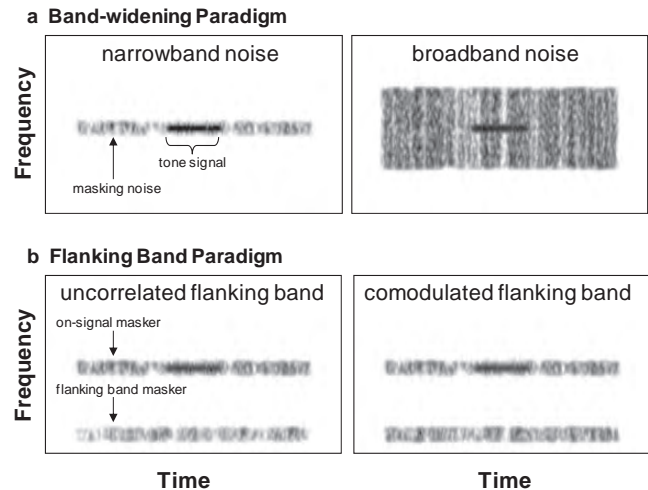 a Band-widening Paradigm
narrowband noise
broadband noise
Frequency
tone signal
masking noise
b Flanking Band Paradigm
uncorrelated flanking band
comodulated flanking band
on-signal masker
flanking band masker
Frequency
Time
Time